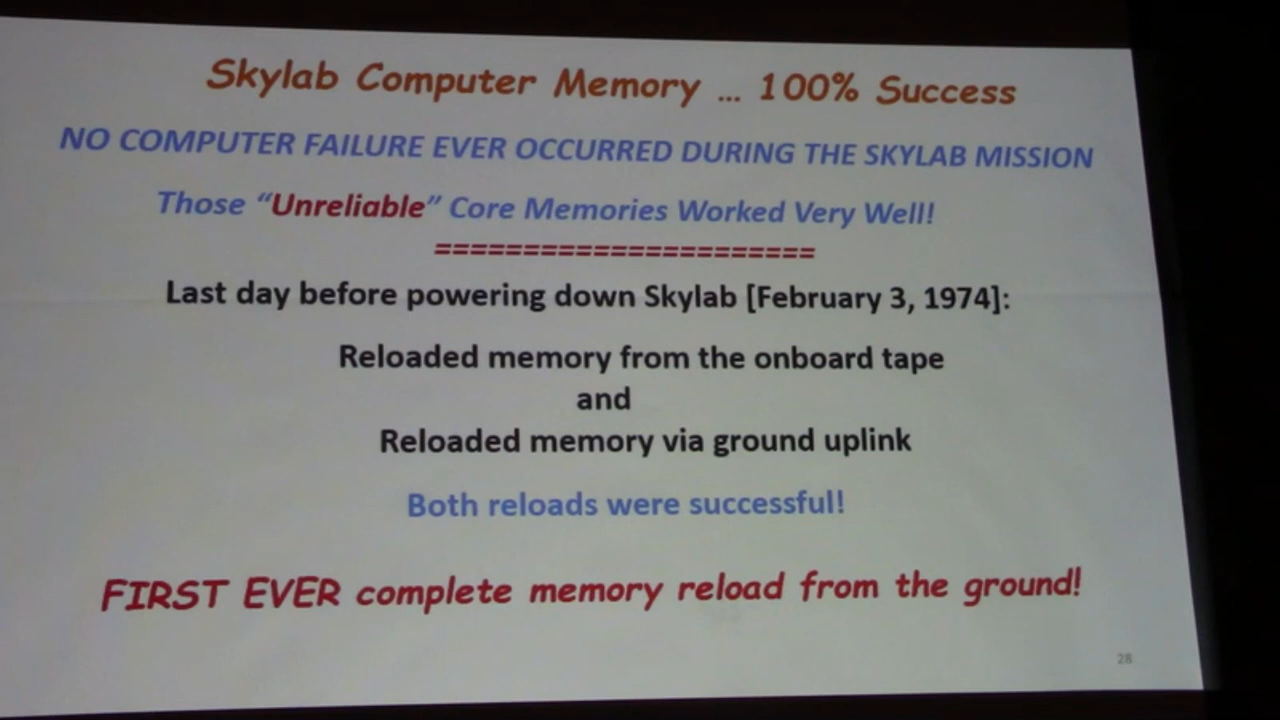 Skylab Computer Memory ... 100% Success
NO COMPUTER FAILURE EVER OCCURRED DURING THE SKYLAB MISSION
Those “Unreliable” Core Memories Worked Very Well!
======================
Last day before powering down Skylab [February 3, 1974]:
Reloaded memory from the onboard tape
and
Reloaded memory via ground uplink
Both reloads were successful!
FIRST EVER complete memory reload from the ground!
28